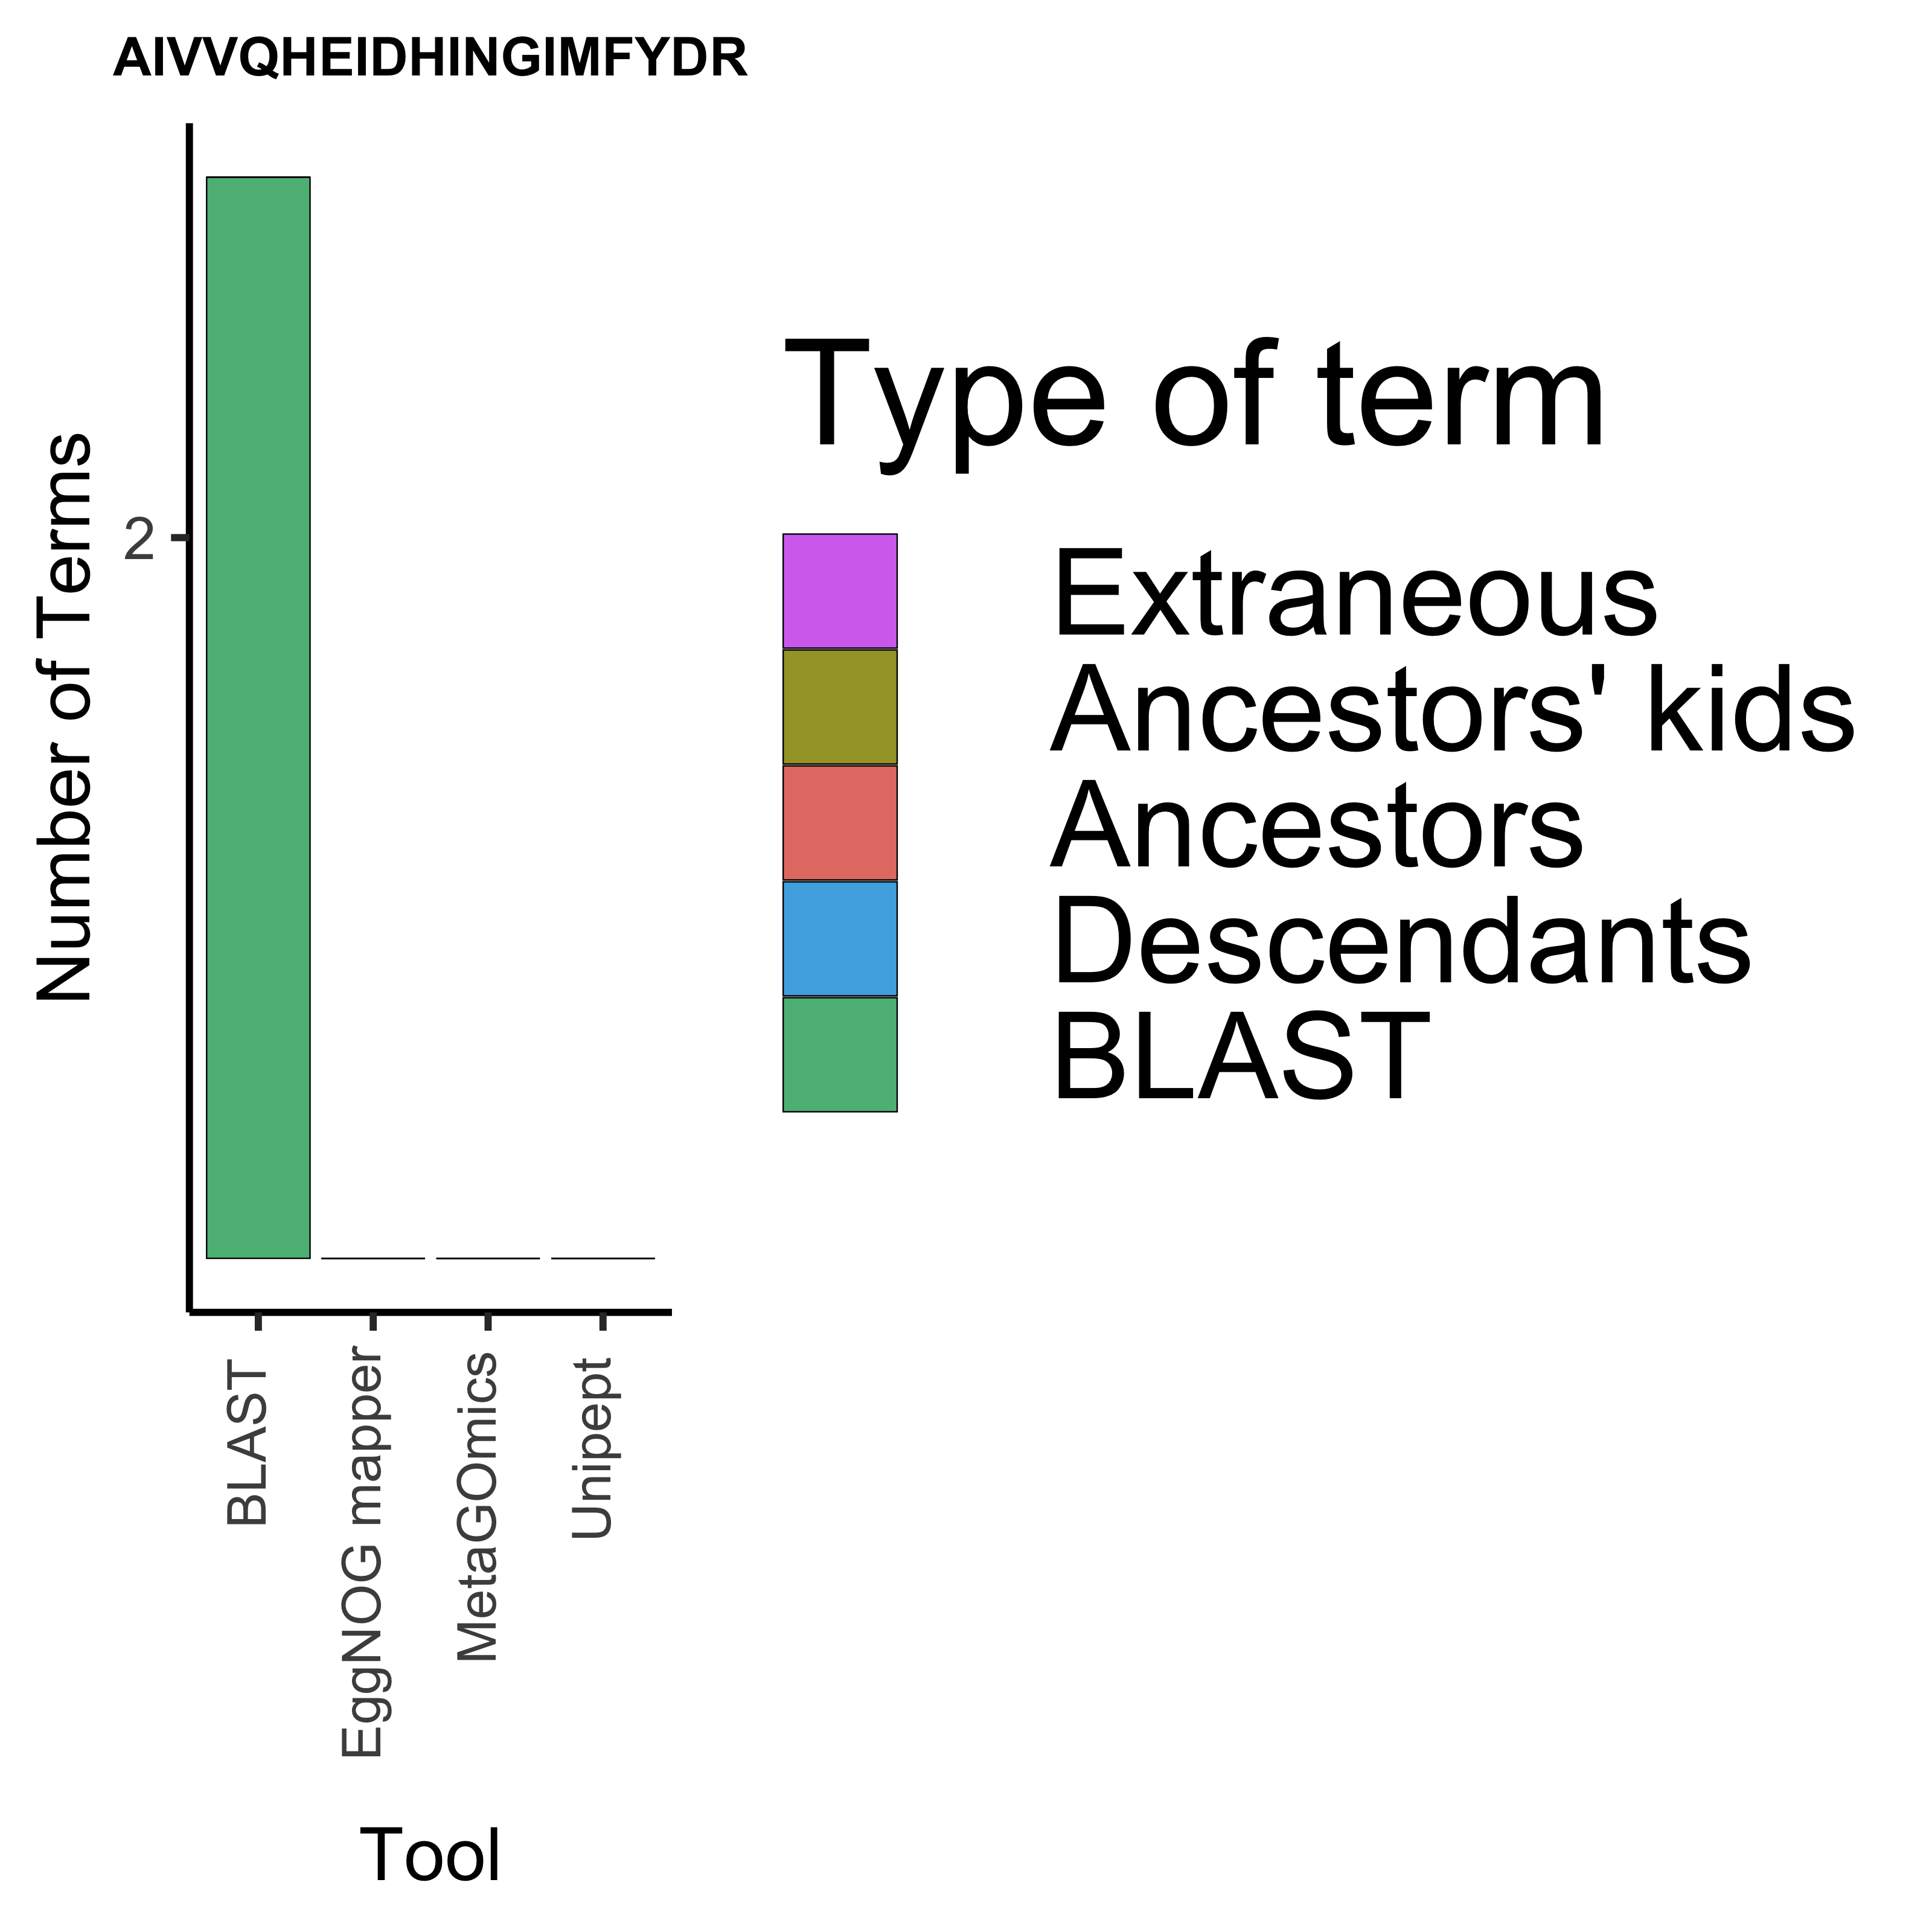 AIVVQHEIDHINGIMFYDR
Number of Terms
2
Type of term
Extraneous
Ancestors' kids
Ancestors
Descendants
BLAST
BLAST
EggNOG mapper
MetaGOmics
Unipept
Tool